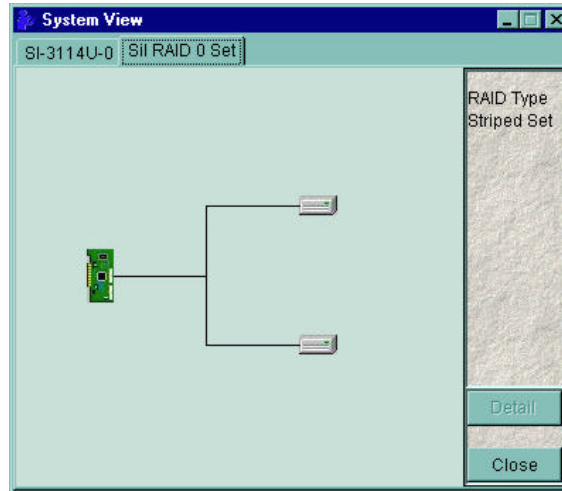 System View
SI-3114U-0
SiI RAID 0 Set
RAID Type
Striped Set
Detail
Close